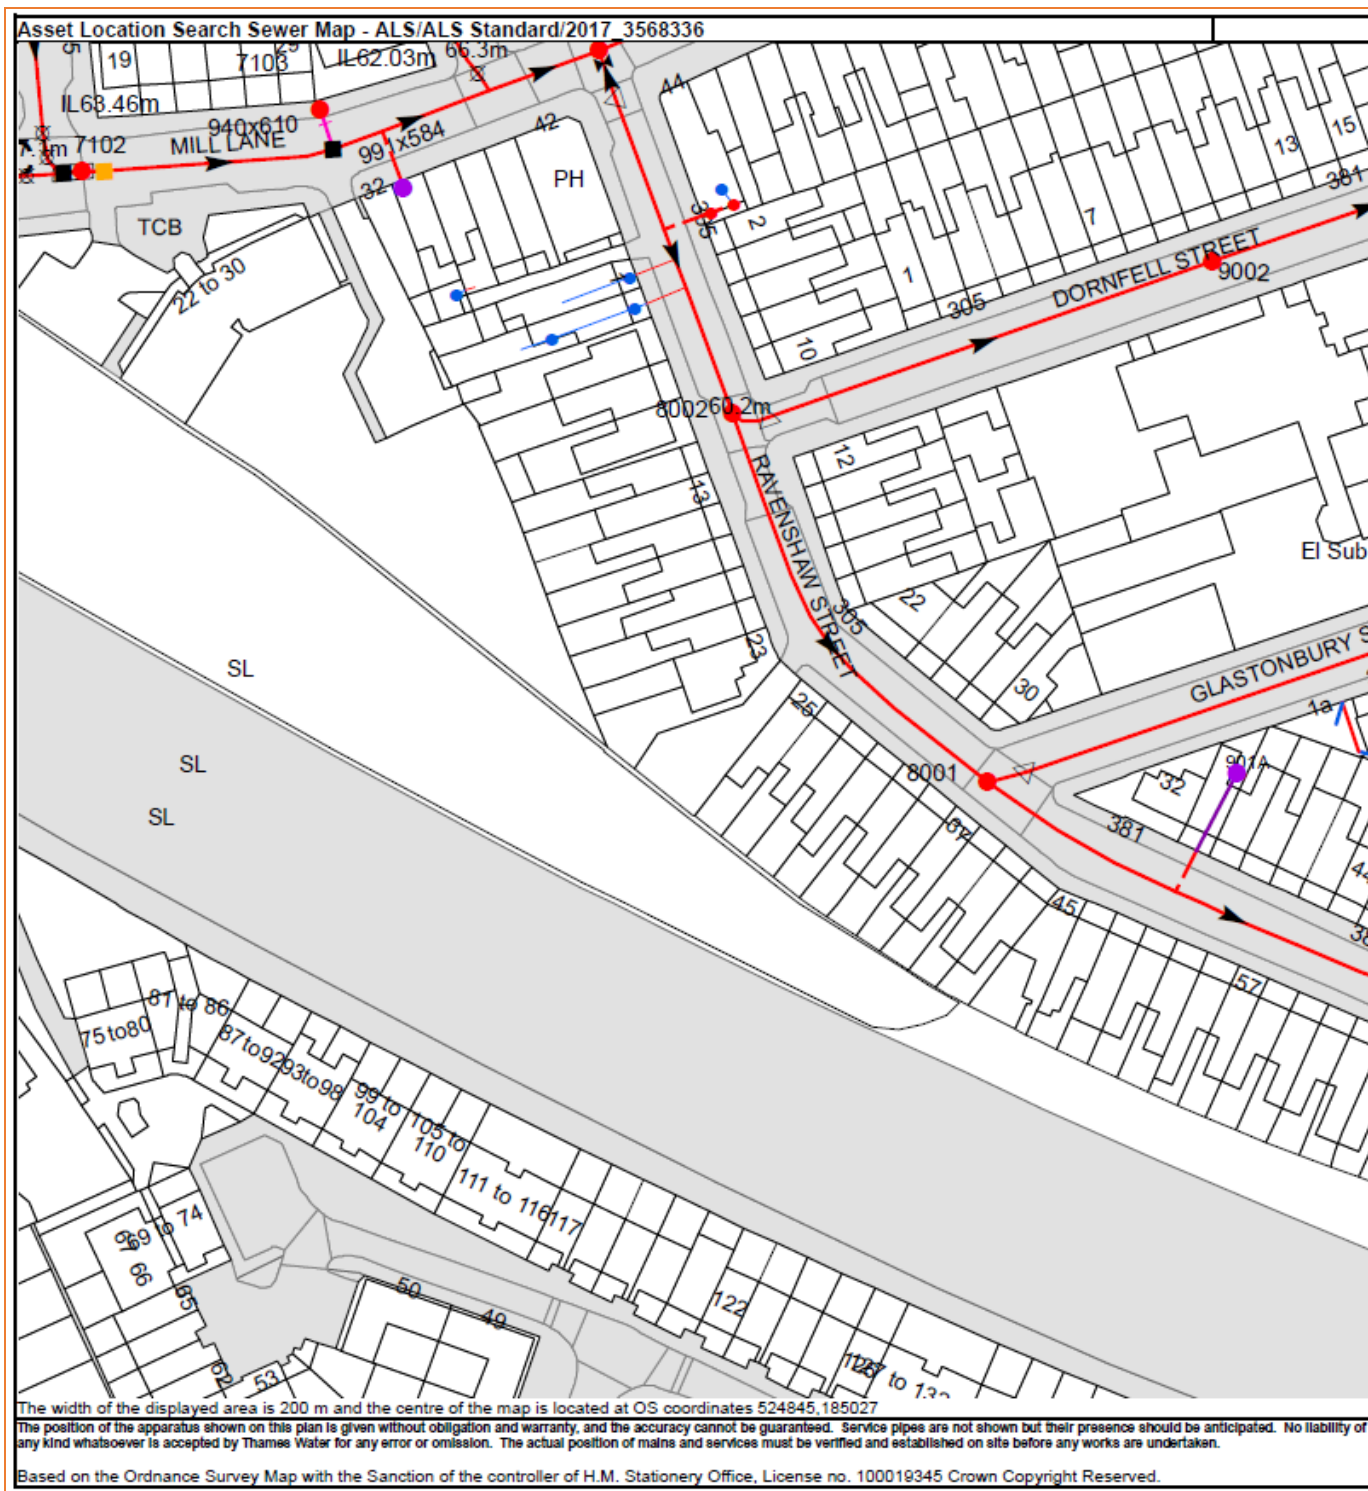 Asset Location Search Sewer Map - ALS/ALS Standard/2017_3568336
19
7103
IL62.03m
66.3m
44
IL63.46m
940x610
7102
MILL LANE
991x584
42
15
13
32
PH
381
TCB
2
7
22 to 30
1
DORNFELL STREET
9002
305
10
8002
60.2m
12
13
RAVENSHAW STREET
El Sub
22
305
23
SL
30
GLASTONBURY S
25
1a
SL
8001
901A
32
SL
381
45
44
57
81 to 86
75 to80
87to92
93to98
99 to
104
105 to
110
111 to 116
117
69 to 74
67
66
65
50
49
122
62
53
The width of the displayed area is 200 m and the centre of the map is located at OS coordinates 524845,185027
The position of the apparatus shown on this plan is given without obligation and warranty, and the accuracy cannot be guaranteed. Service pipes are not shown but their presence should be anticipated. No liability of
any kind whatsoever is accepted by Thames Water for any error or omission. The actual position of mains and services must be verified and established on site before any works are undertaken.
Based on the Ordnance Survey Map with the Sanction of the controller of H.M. Stationery Office, License no. 100019345 Crown Copyright Reserved.